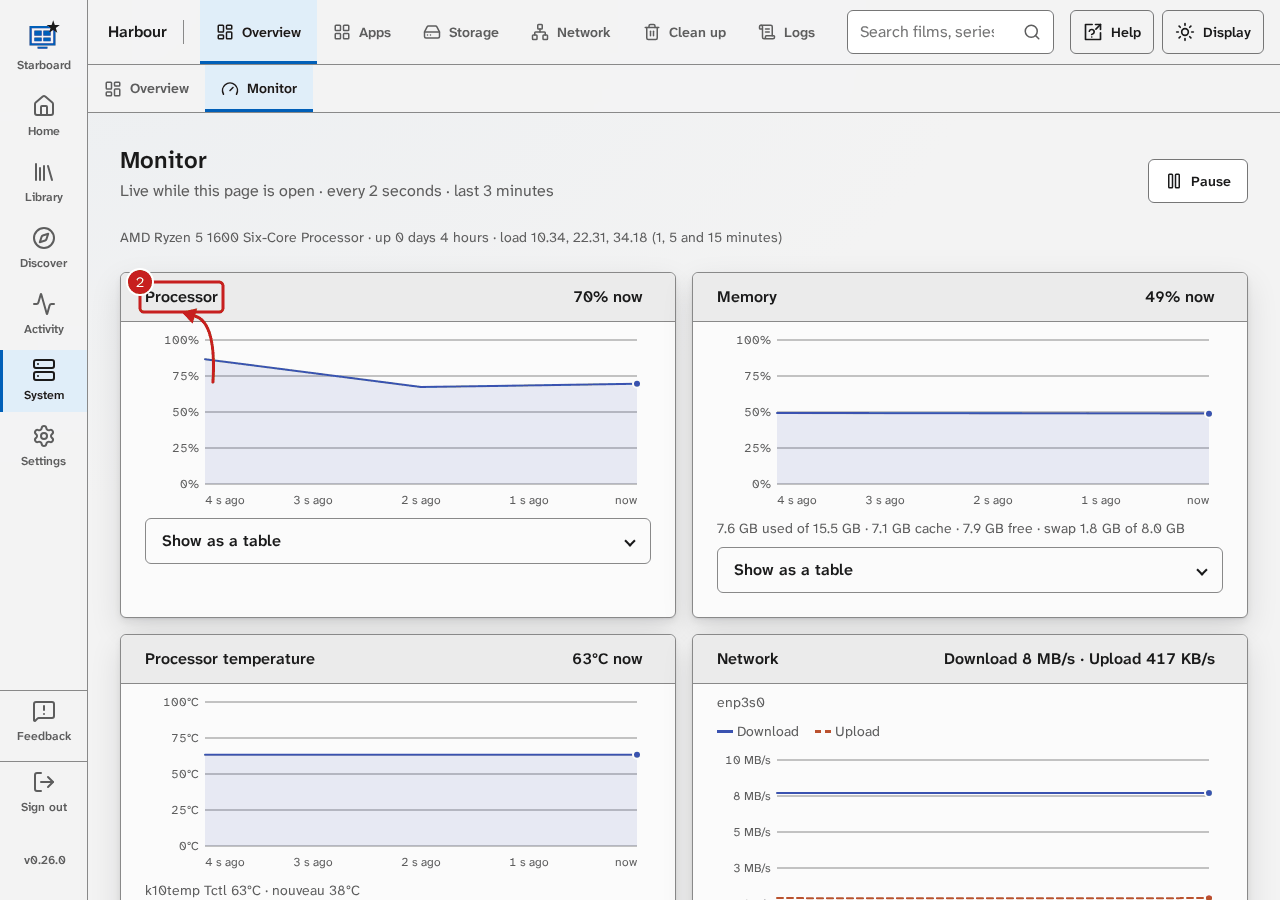 Starboard
Home
Library
Discover
Activity
System
Settings
Feedback
Sign out
v0.26.0
Harbour
Overview
Apps
Storage
Network
Clean up
Logs
Search films, series
Help
Display
Overview
Monitor
Monitor
Live while this page is open · every 2 seconds · last 3 minutes
Pause
AMD Ryzen 5 1600 Six-Core Processor · up 0 days 4 hours · load 10.34, 22.31, 34.18 (1, 5 and 15 minutes)
2
Processor
70% now
100%
75%
50%
25%
0%
4 s ago
3 s ago
2 s ago
1 s ago
now
Show as a table
Memory
49% now
100%
75%
50%
25%
0%
4 s ago
3 s ago
2 s ago
1 s ago
now
7.6 GB used of 15.5 GB · 7.1 GB cache · 7.9 GB free · swap 1.8 GB of 8.0 GB
Show as a table
Processor temperature
63°C now
100°C
75°C
50°C
25°C
0°C
4 s ago
3 s ago
2 s ago
1 s ago
now
k10temp Tctl 63°C · nouveau 38°C
Network
Download 8 MB/s · Upload 417 KB/s
enp3s0
Download
Upload
10 MB/s
8 MB/s
5 MB/s
3 MB/s